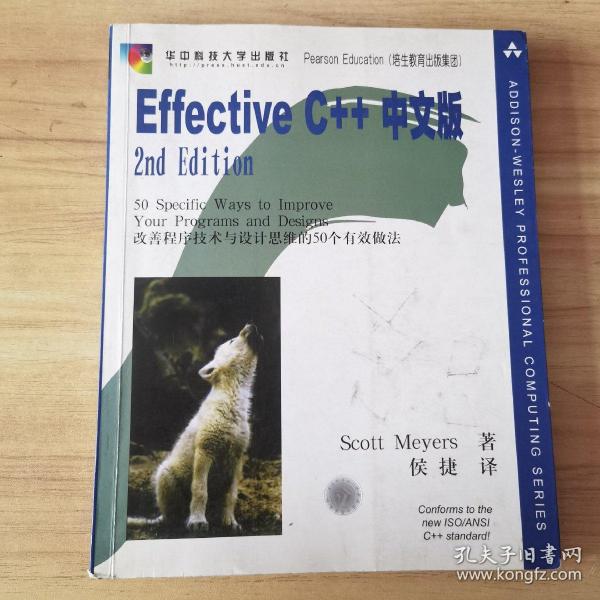 华中科技大学出版社
http://press.hust.edu.cn
Pearson Education (培生教育出版集团)
Effective C++ 中文版
2nd Edition
50 Specific Ways to Improve
Your Programs and Designs
改善程序技术与设计思维的50个有效做法
Scott Meyers 著
侯捷 译
Conforms to the
new ISO/ANSI
C++ standard!
ADDISON-WESLEY PROFESSIONAL COMPUTING SERIES
孔夫子旧书网
www.kongfz.com